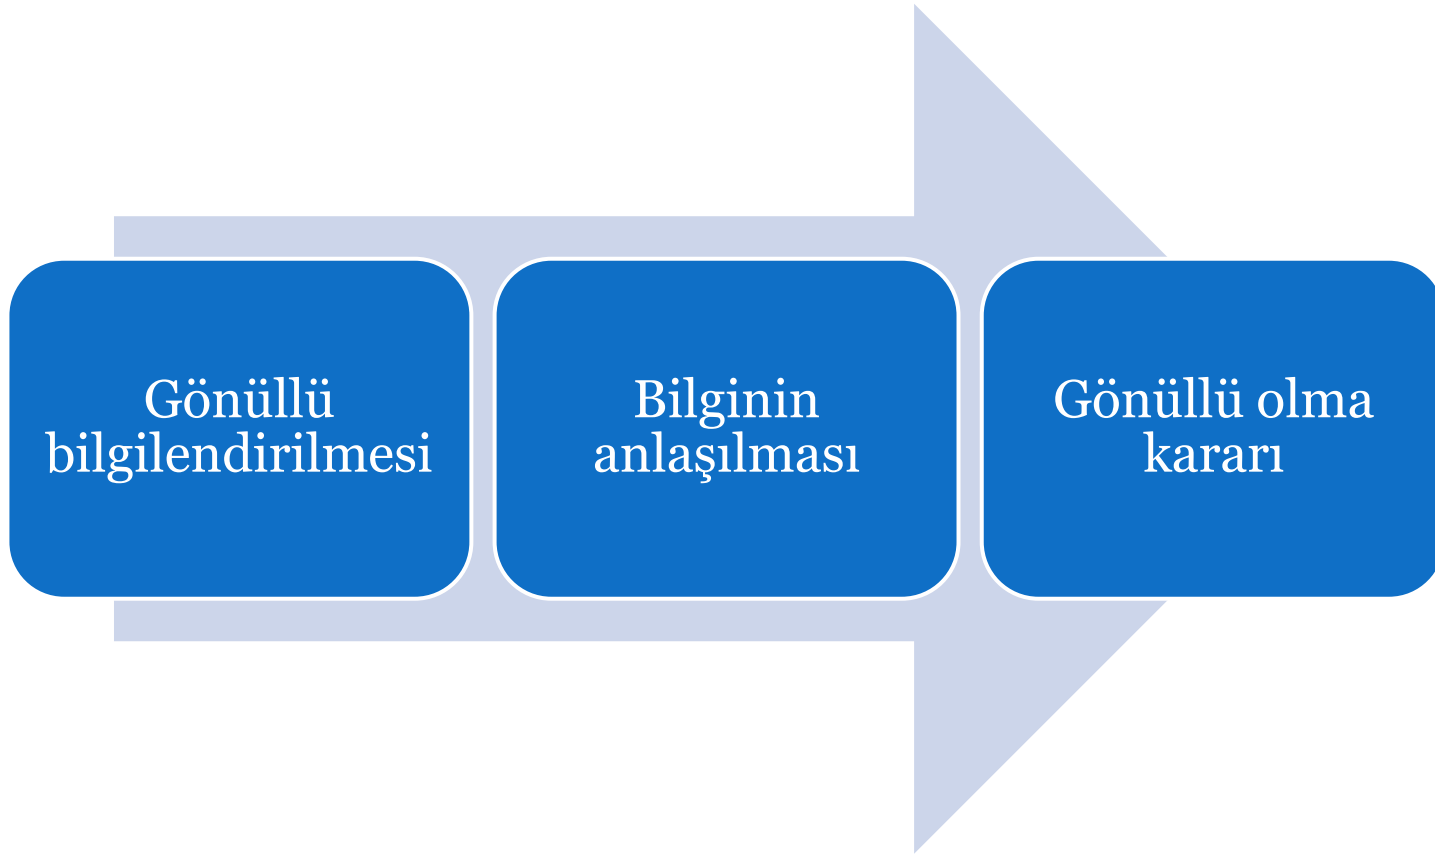 Gönüllü
bilgilendirilmesi
Bilginin
anlaşılması
Gönüllü olma
kararı